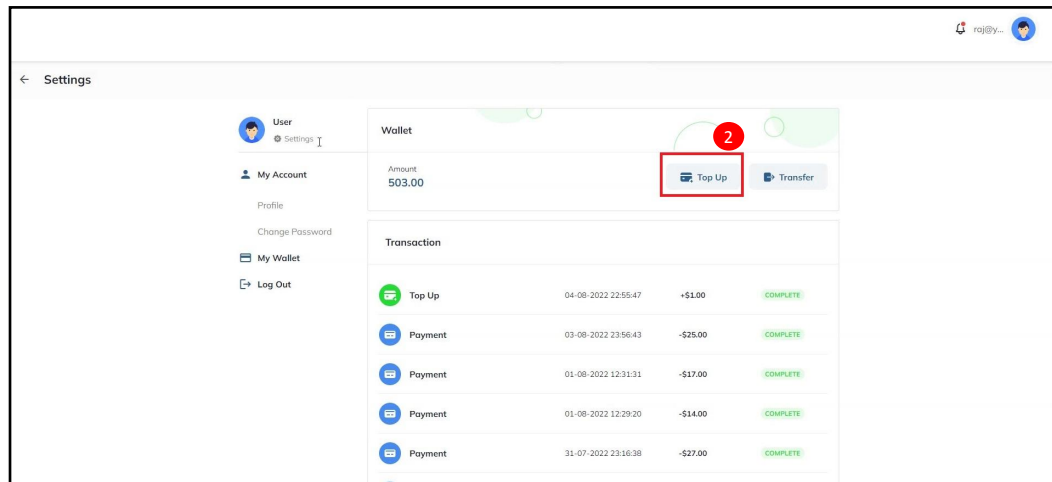 raj@y...
← Settings
User
Settings
My Account
Profile
Change Password
My Wallet
Log Out
Wallet
2
Amount
503.00
Top Up
Transfer
Transaction
Top Up 04-08-2022 22:55:47 +$1.00 COMPLETE
Payment 03-08-2022 23:56:43 -$25.00 COMPLETE
Payment 01-08-2022 12:31:31 -$17.00 COMPLETE
Payment 01-08-2022 12:29:20 -$14.00 COMPLETE
Payment 31-07-2022 23:16:38 -$27.00 COMPLETE